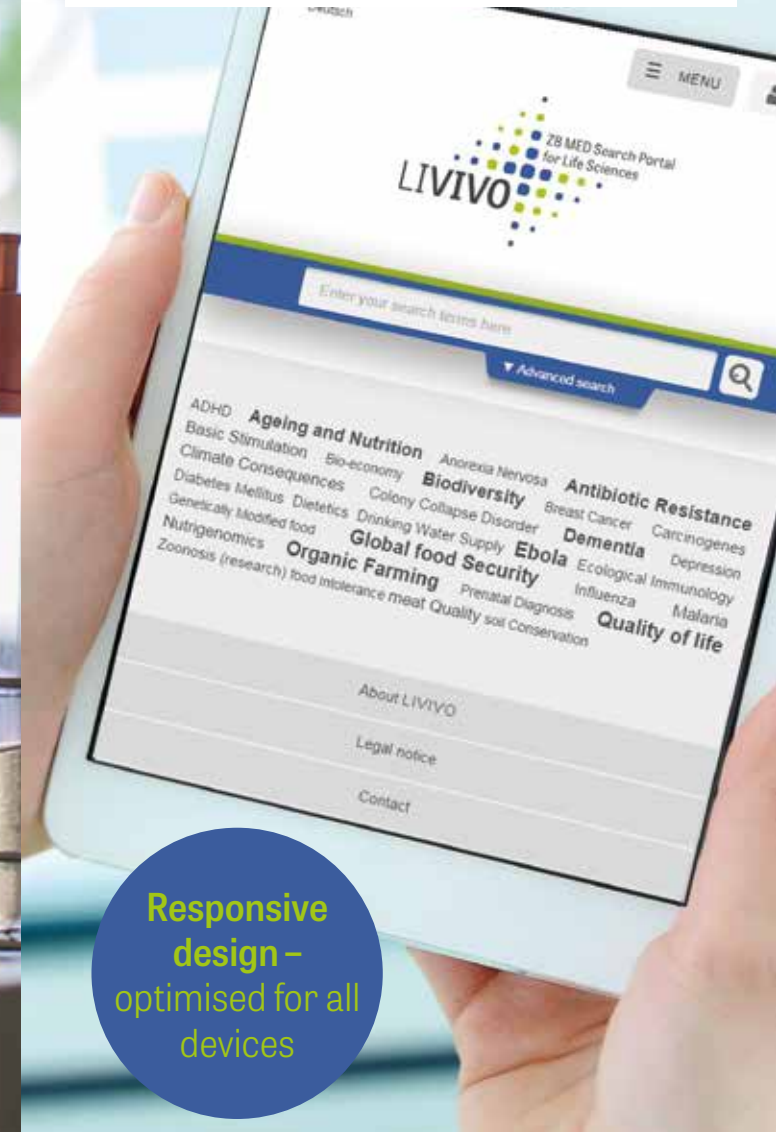 Deutsch
MENU
ZB MED Search Portal
for Life Sciences
LIVIVO
Enter your search terms here
▼ Advanced search
ADHD Ageing and Nutrition Anorexia Nervosa Antibiotic Resistance
Basic Stimulation Bio-economy Biodiversity Breast Cancer Carcinogenes
Climate Consequences Colony Collapse Disorder Dementia Depression
Diabetes Mellitus Dietetics Drinking Water Supply Ebola Ecological Immunology
Genetically Modified food Global food Security Influenza Malaria
Nutrigenomics Organic Farming Prenatal Diagnosis Quality of life
Zoonosis (research) food Intolerance meat Quality soil Conservation
About LIVIVO
Legal notice
Contact
Responsive
design –
optimised for all
devices